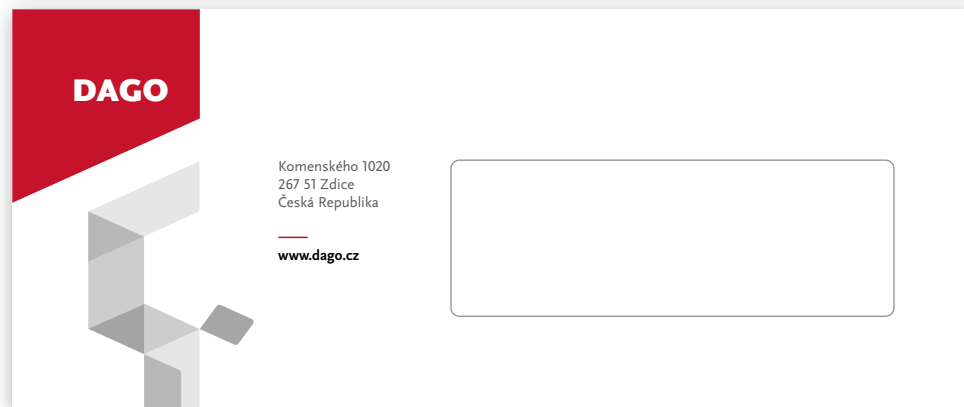 DAGO
Komenského 1020
267 51 Zdice
Česká Republika
www.dago.cz